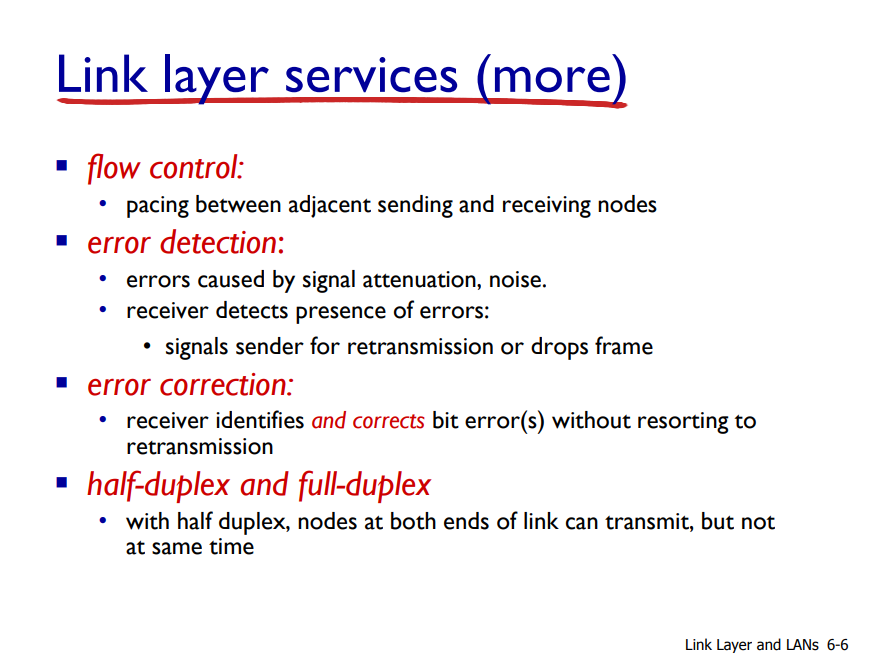 Link layer services (more)
▪ flow control:
• pacing between adjacent sending and receiving nodes
▪ error detection:
• errors caused by signal attenuation, noise.
• receiver detects presence of errors:
• signals sender for retransmission or drops frame
▪ error correction:
• receiver identifies and corrects bit error(s) without resorting to
retransmission
▪ half-duplex and full-duplex
• with half duplex, nodes at both ends of link can transmit, but not
at same time
Link Layer and LANs 6-6